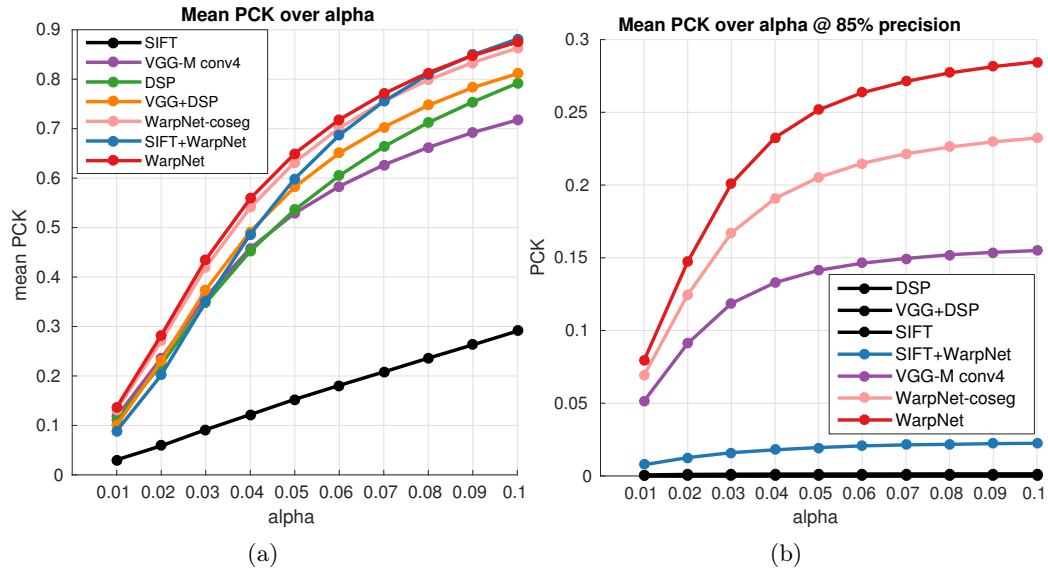 Mean PCK over alpha
0.9
0.8
0.7
0.6
0.5
0.4
0.3
0.2
0.1
0
mean PCK
SIFT
VGG-M conv4
DSP
VGG+DSP
WarpNet-coseg
SIFT+WarpNet
WarpNet
0.01 0.02 0.03 0.04 0.05 0.06 0.07 0.08 0.09 0.1
alpha
(a)
Mean PCK over alpha @ 85% precision
0.3
0.25
0.2
0.15
0.1
0.05
0
PCK
DSP
VGG+DSP
SIFT
SIFT+WarpNet
VGG-M conv4
WarpNet-coseg
WarpNet
0.01 0.02 0.03 0.04 0.05 0.06 0.07 0.08 0.09 0.1
alpha
(b)